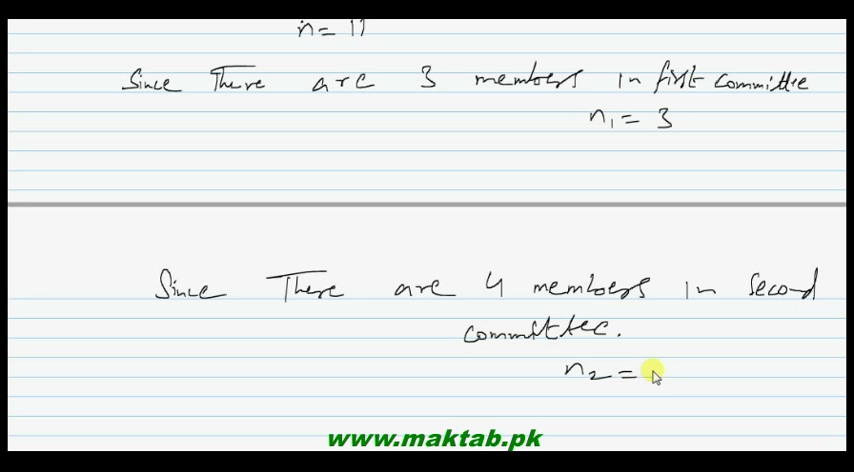 n = 11
Since There are 3 members in first committee
n₁ = 3
Since There are 4 members in second
committee.
n₂ =
www.maktab.pk